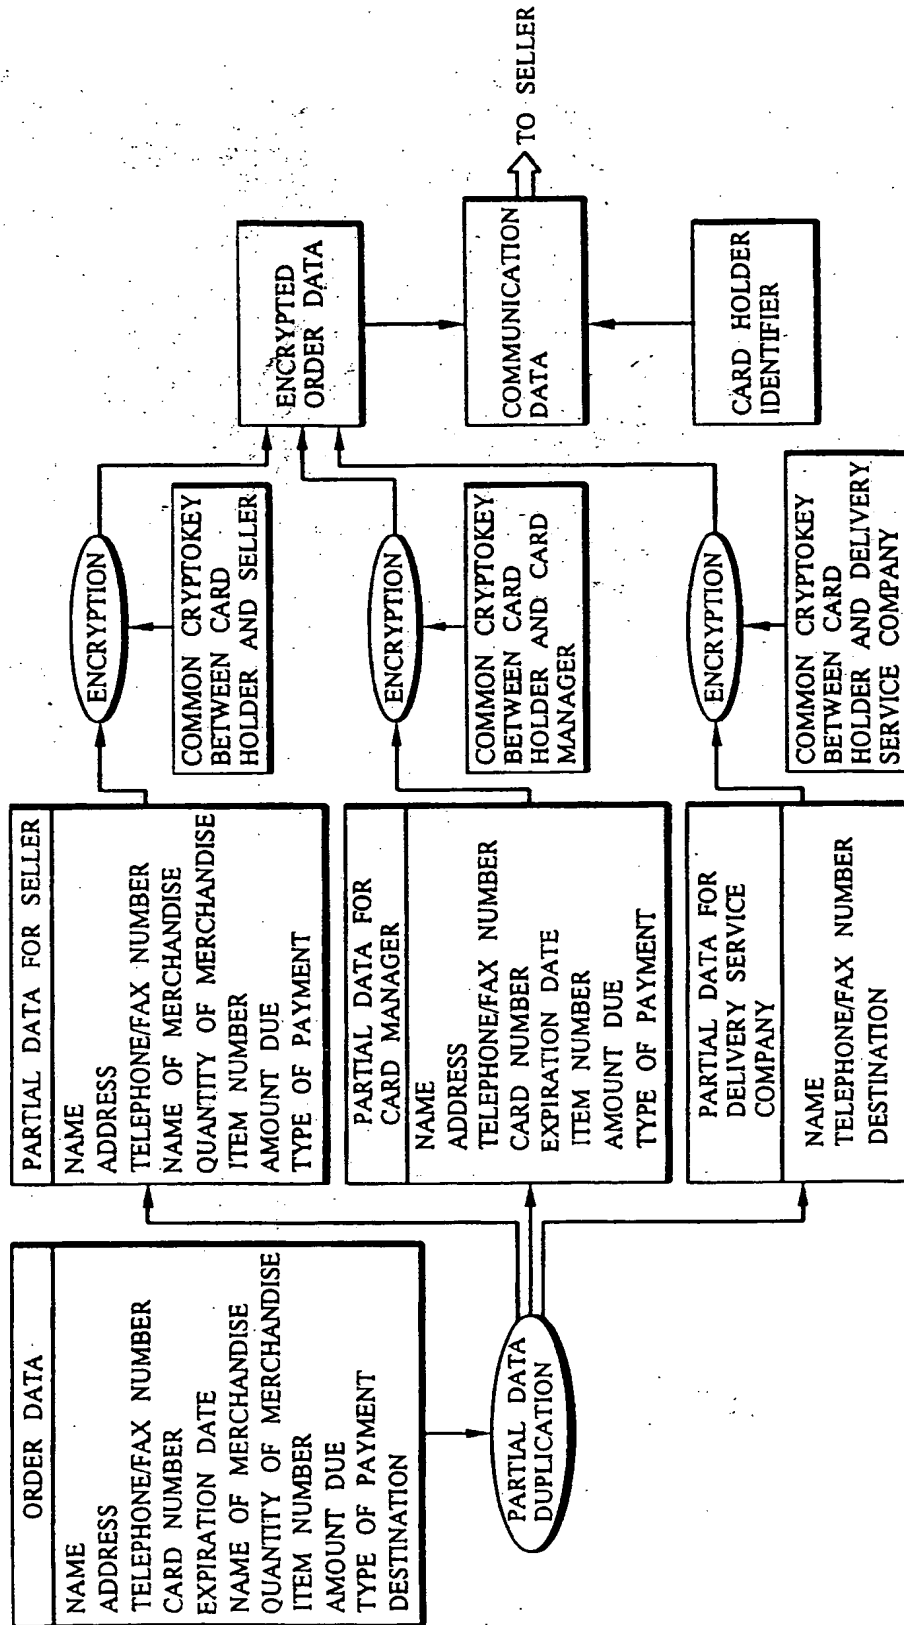 ORDER DATA
NAME
ADDRESS
TELEPHONE/FAX NUMBER
CARD NUMBER
EXPIRATION DATE
NAME OF MERCHANDISE
QUANTITY OF MERCHANDISE
ITEM NUMBER
AMOUNT DUE
TYPE OF PAYMENT
DESTINATION
PARTIAL DATA
DUPLICATION
PARTIAL DATA FOR SELLER
NAME
ADDRESS
TELEPHONE/FAX NUMBER
NAME OF MERCHANDISE
QUANTITY OF MERCHANDISE
ITEM NUMBER
AMOUNT DUE
TYPE OF PAYMENT
PARTIAL DATA FOR
CARD MANAGER
NAME
ADDRESS
TELEPHONE/FAX NUMBER
CARD NUMBER
EXPIRATION DATE
ITEM NUMBER
AMOUNT DUE
TYPE OF PAYMENT
PARTIAL DATA FOR
DELIVERY SERVICE
COMPANY
NAME
TELEPHONE/FAX NUMBER
DESTINATION
ENCRYPTION
COMMON CRYPTOKEY
BETWEEN CARD
HOLDER AND SELLER
ENCRYPTION
COMMON CRYPTOKEY
BETWEEN CARD
HOLDER AND CARD
MANAGER
ENCRYPTION
COMMON CRYPTOKEY
BETWEEN CARD
HOLDER AND DELIVERY
SERVICE COMPANY
ENCRYPTED
ORDER DATA
COMMUNICATION
DATA
CARD HOLDER
IDENTIFIER
TO SELLER